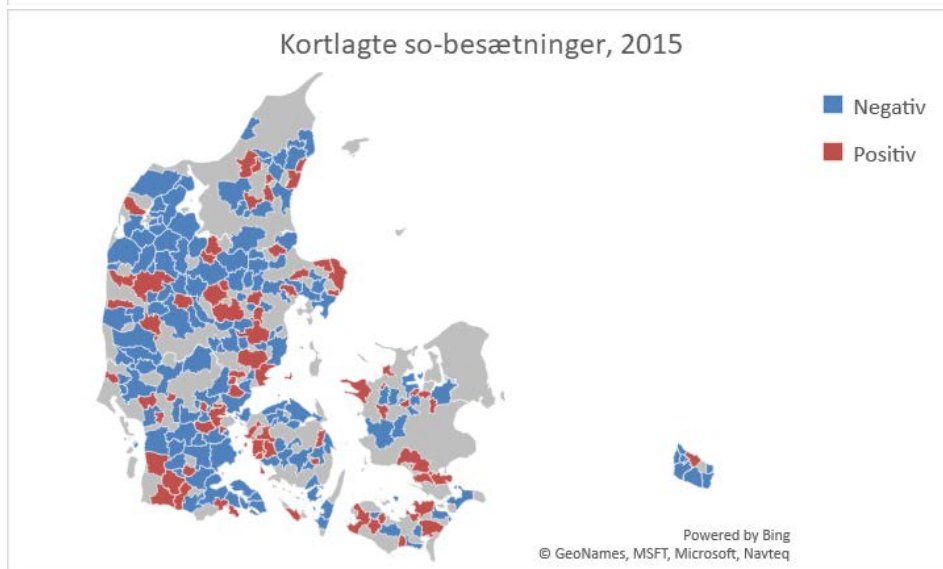 Kortlagte so-besætninger, 2015
Negativ
Positiv
Powered by Bing
© GeoNames, MSFT, Microsoft, Navteq